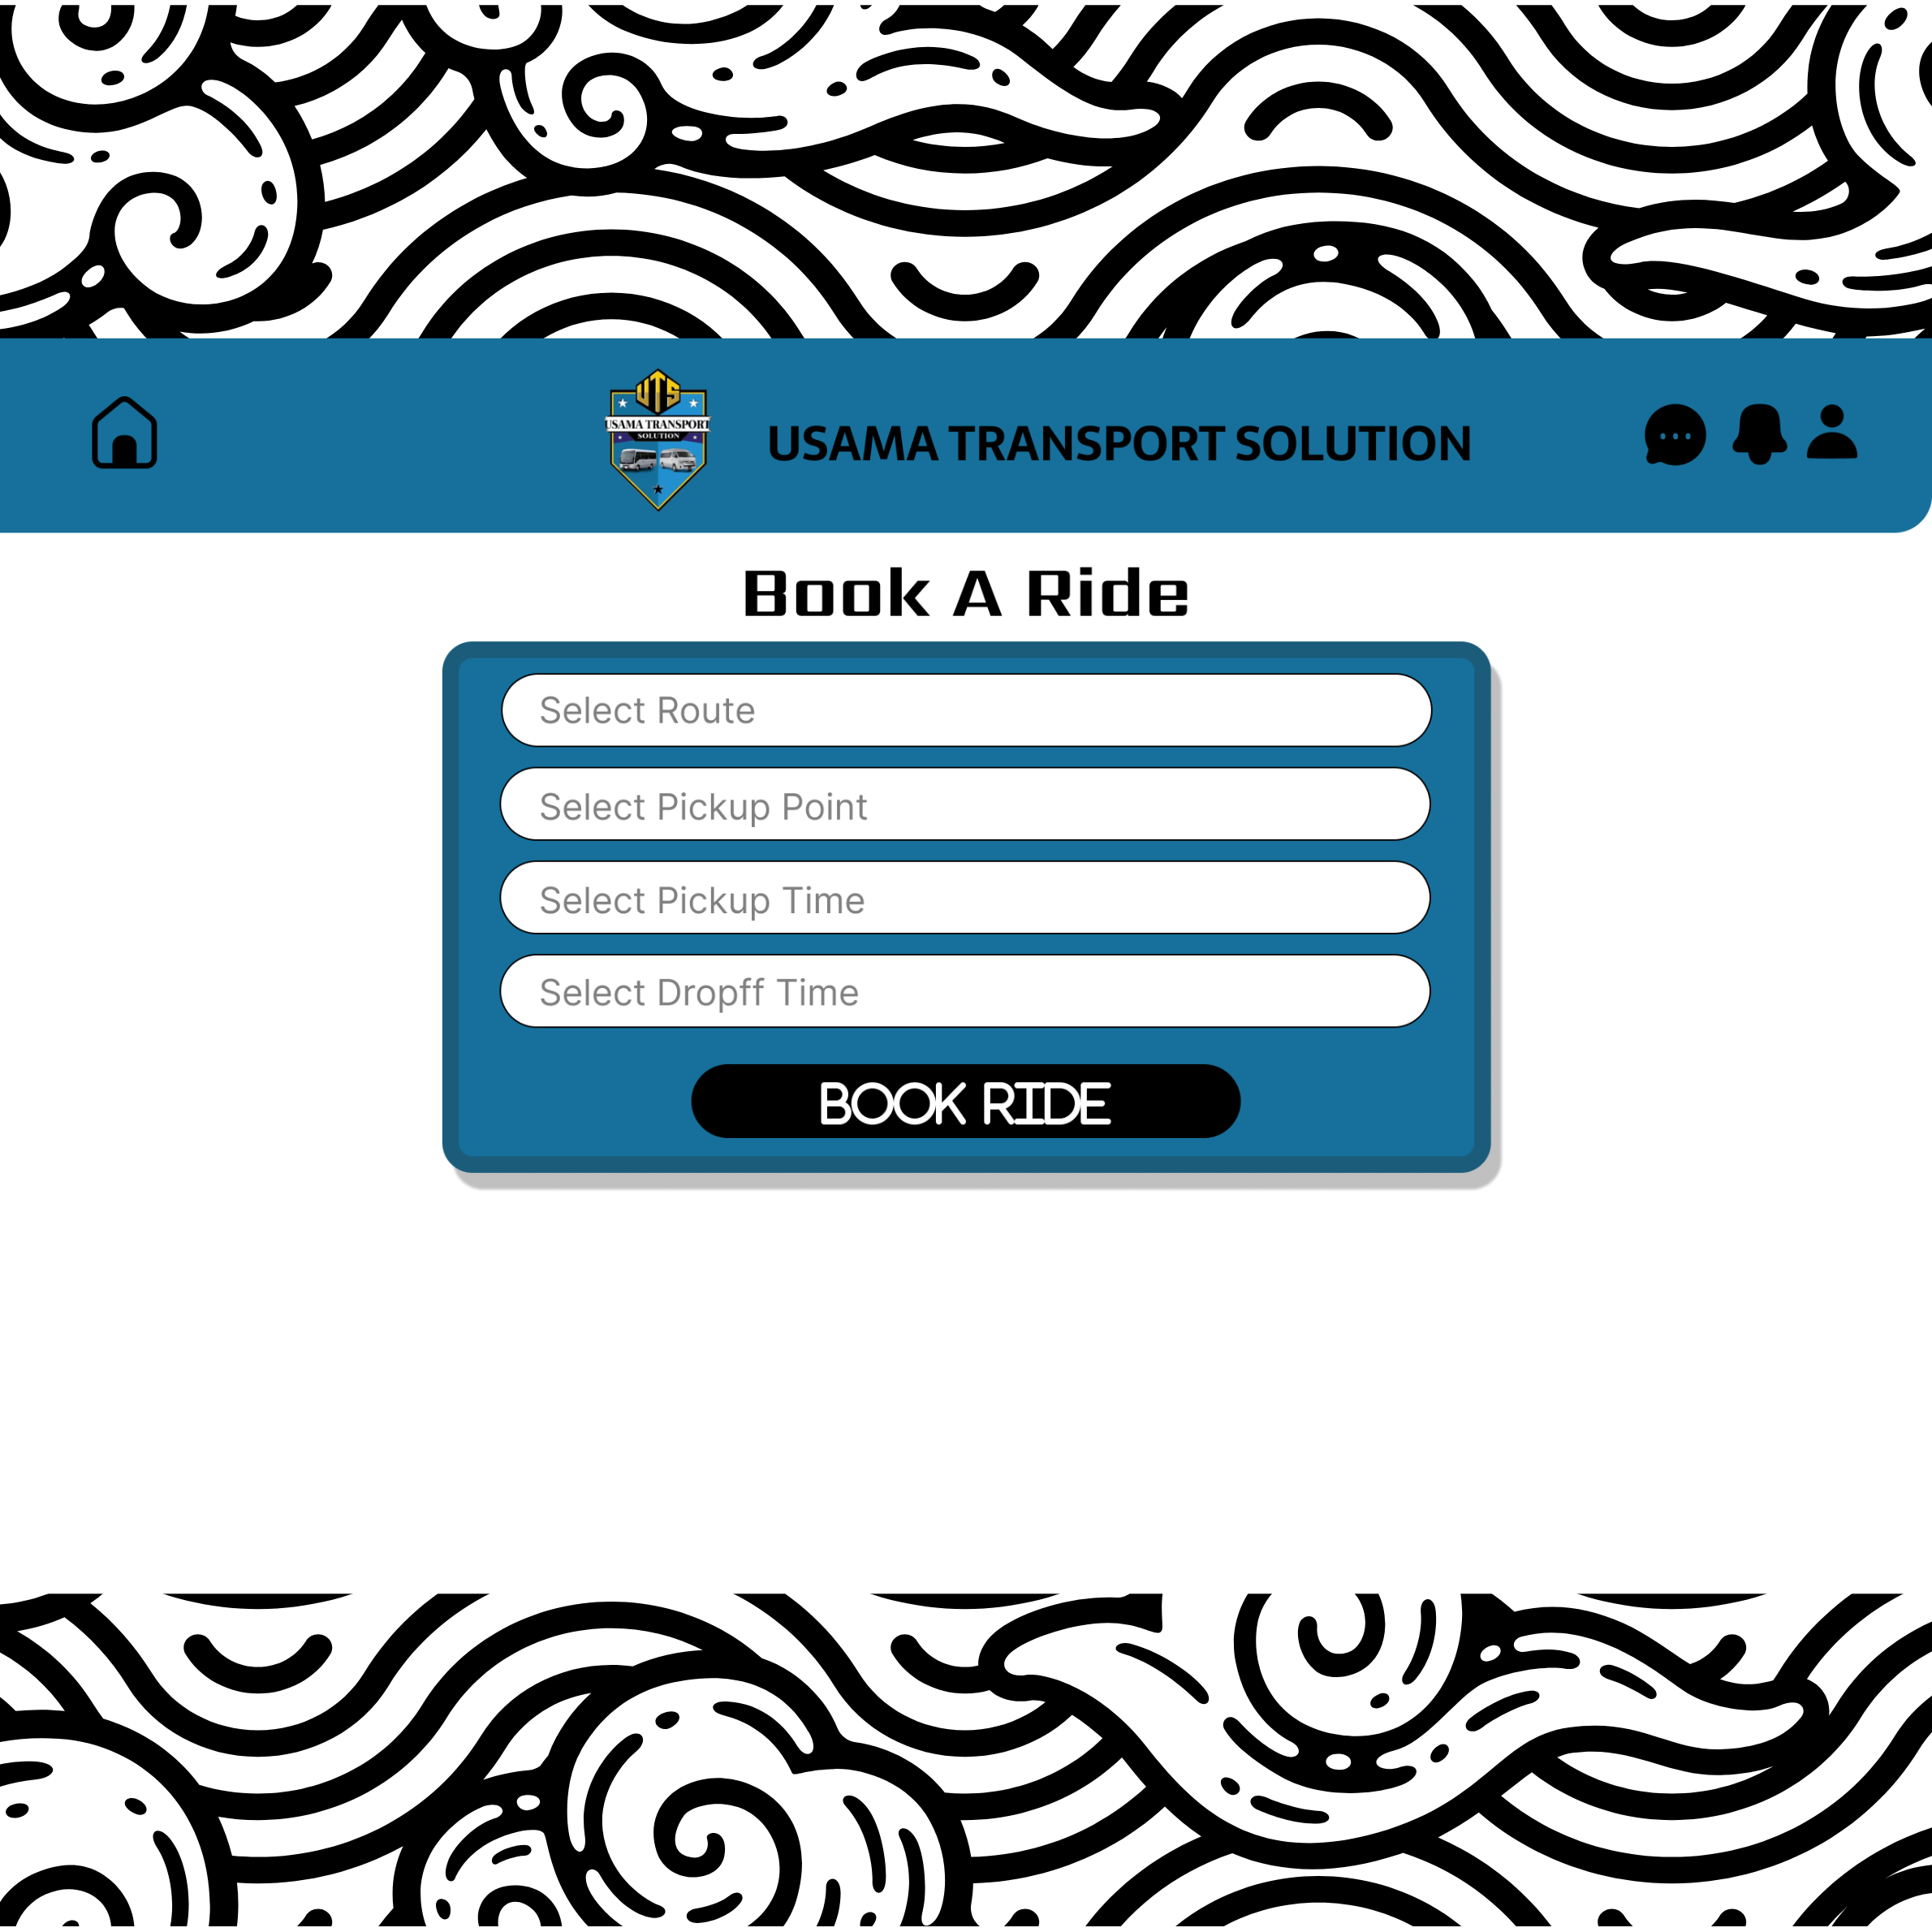 UTS
USAMA TRANSPORT
SOLUTION
USAMA TRANSPORT SOLUTION
Book A Ride
Select Route
Select Pickup Point
Select Pickup Time
Select Dropff Time
BOOK RIDE